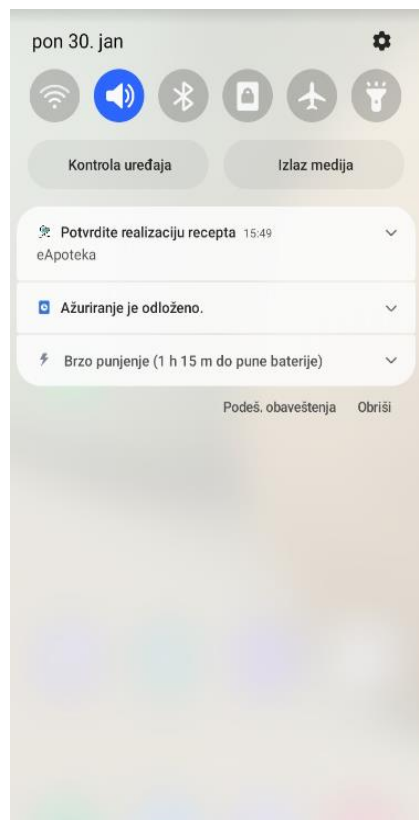 pon 30. jan
Kontrola uređaja
Izlaz medija
Potvrdite realizaciju recepta 15:49
eApoteka
Ažuriranje je odloženo.
Brzo punjenje (1 h 15 m do pune baterije)
Podeš. obaveštenja Obriši